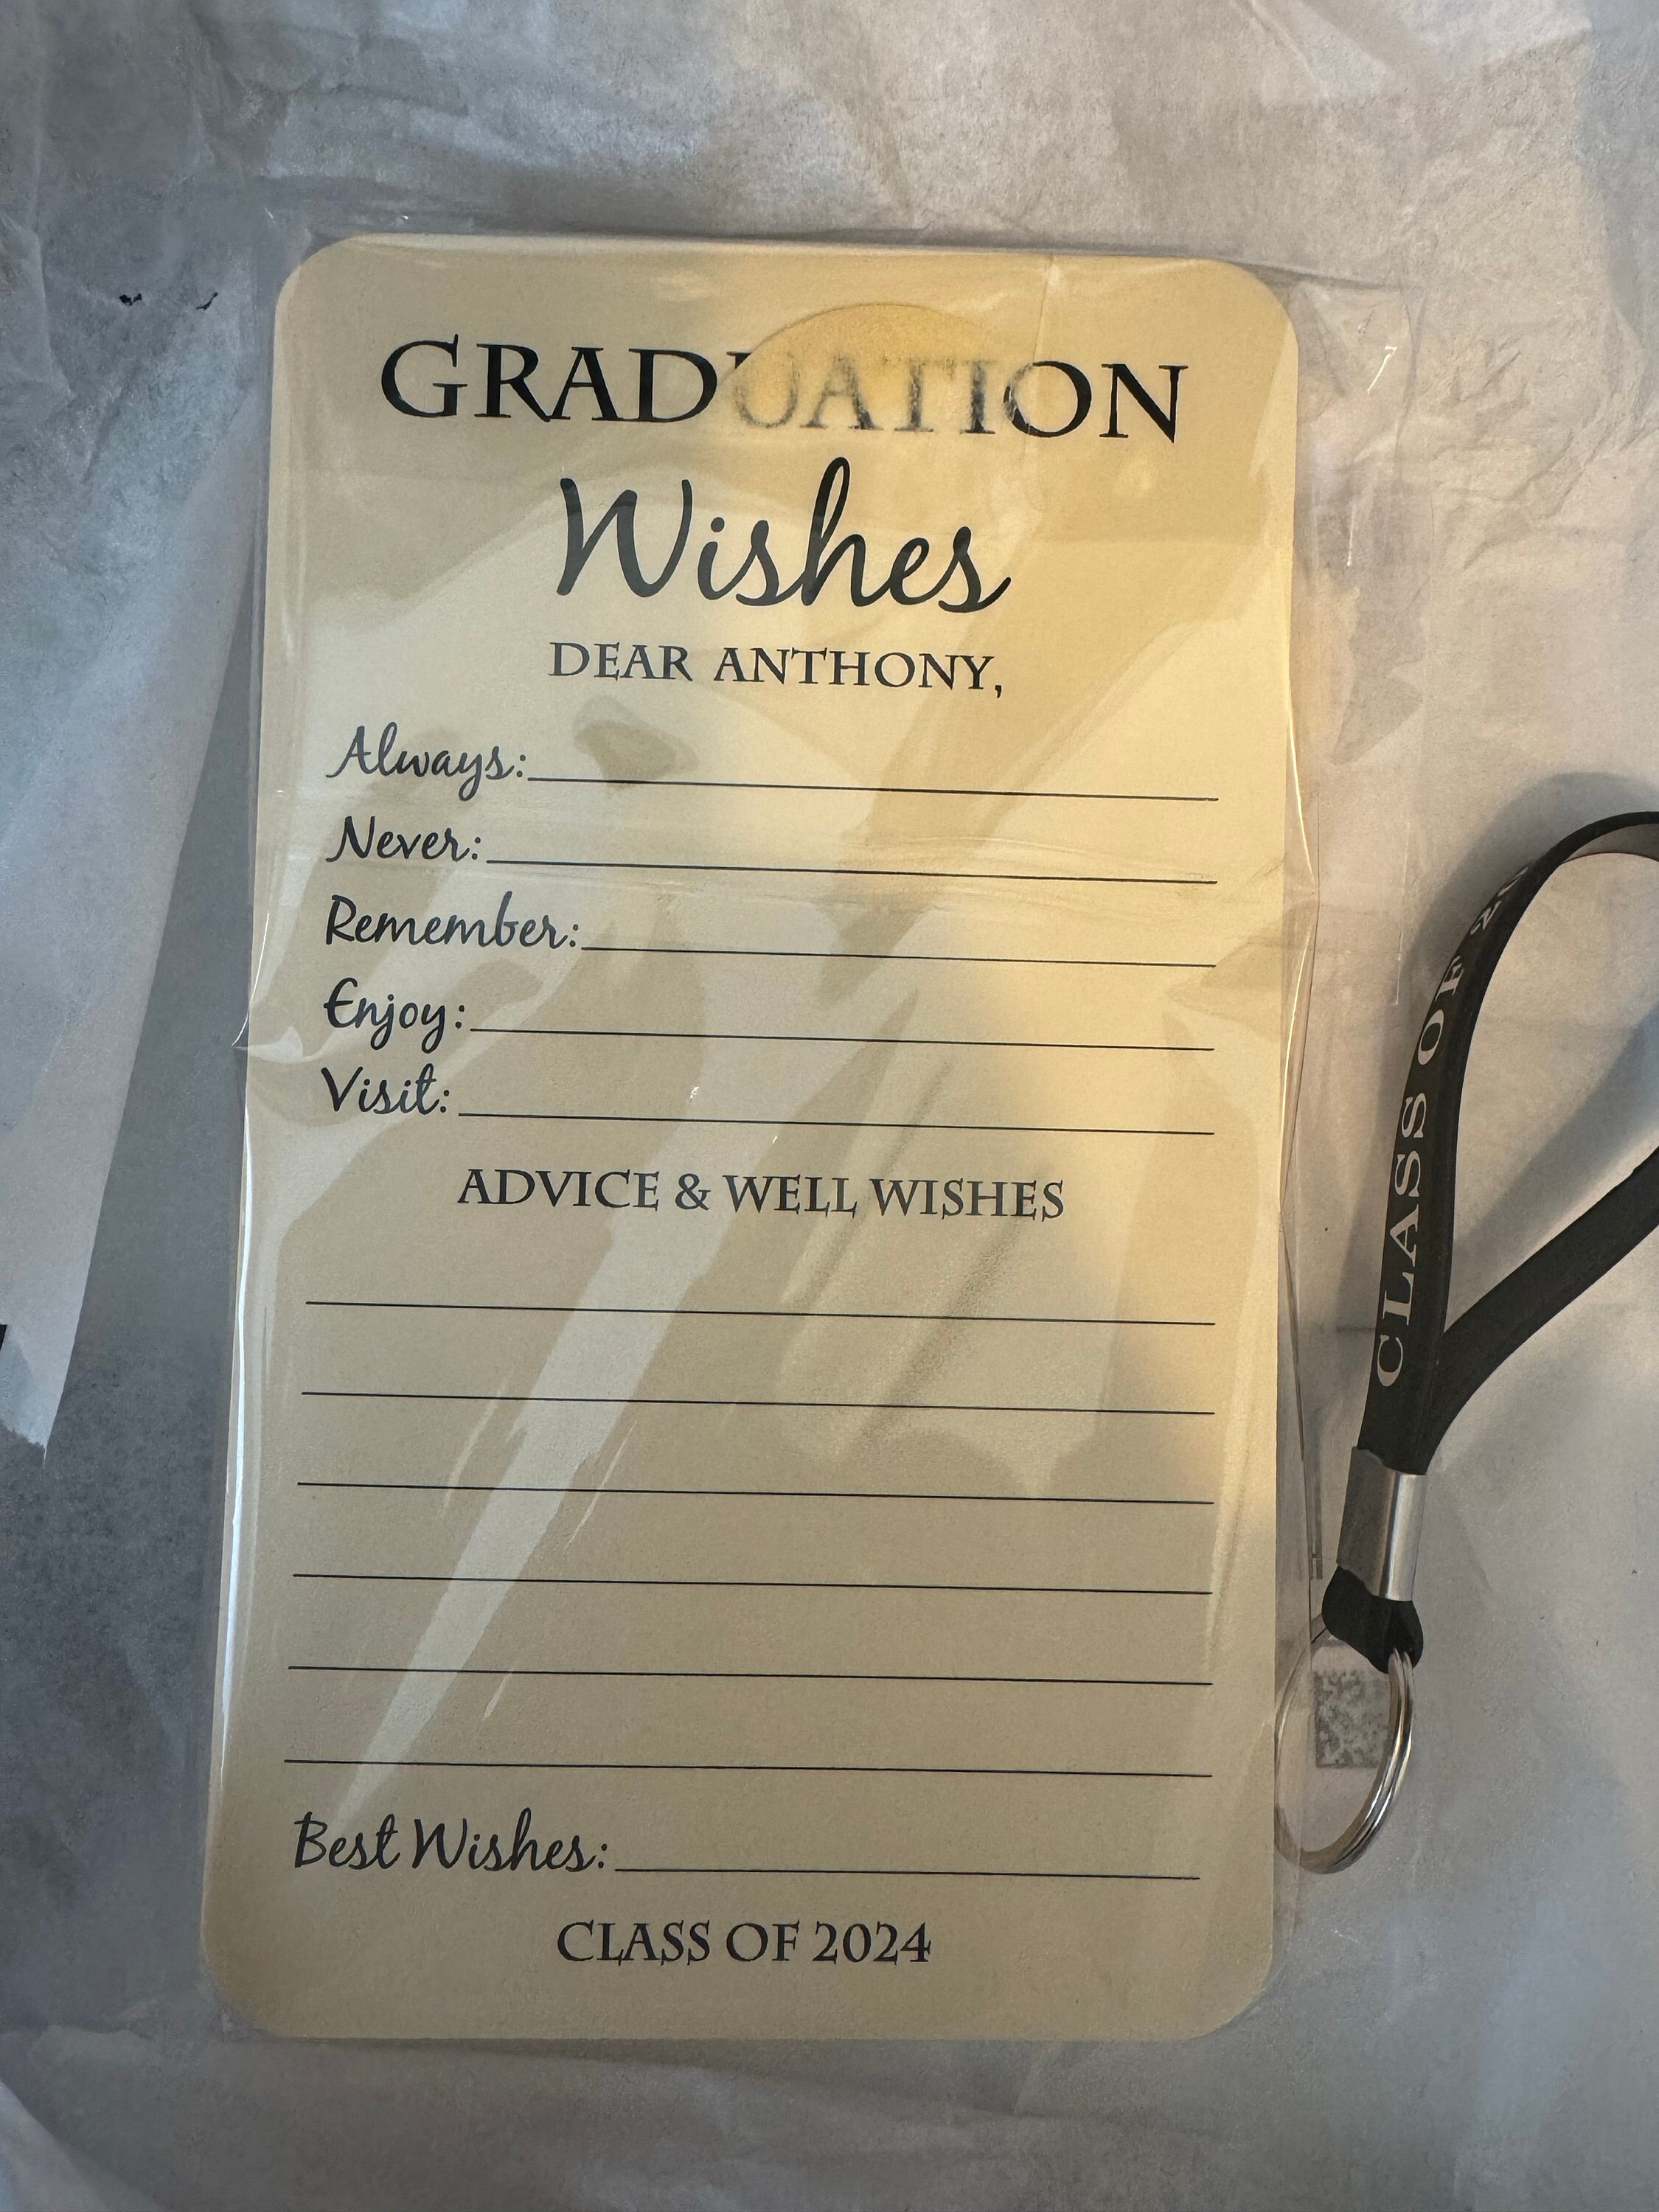 GRADUATION
Wishes
DEAR ANTHONY,
Always:
Never:
Remember:
Enjoy:
Visit:
ADVICE & WELL WISHES
Best Wishes:
CLASS OF 2024
CLASS OF